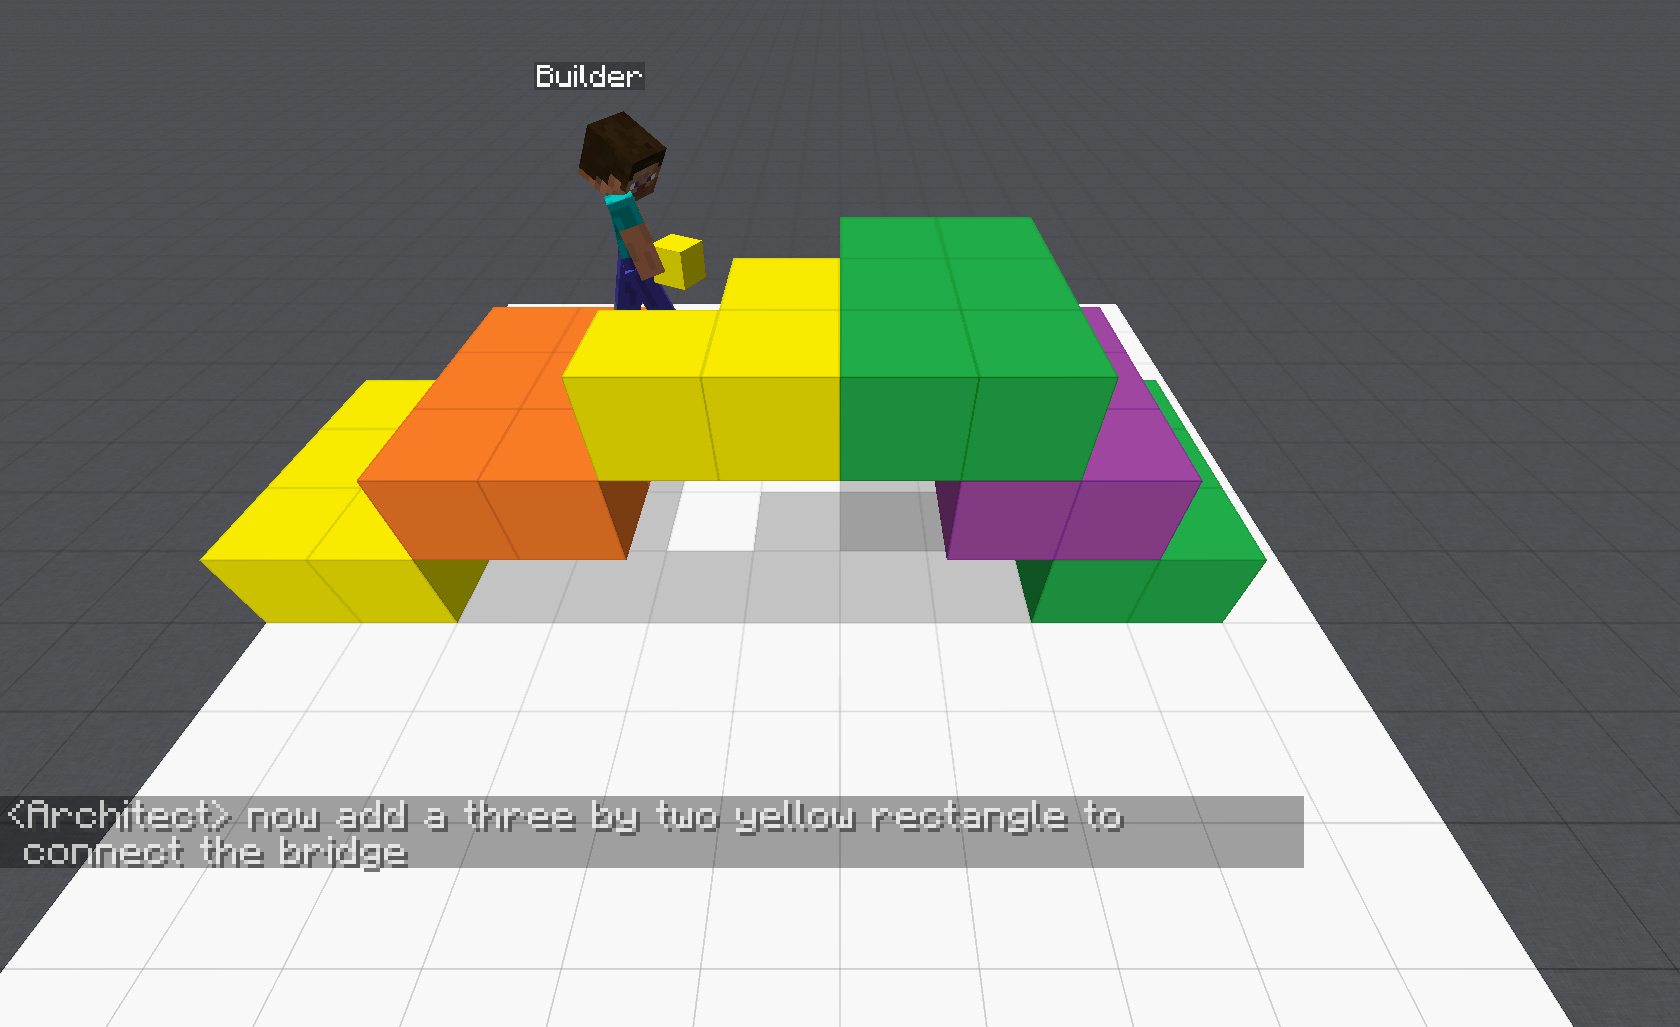 Builder
<Architect> now add a three by two yellow rectangle to
connect the bridge